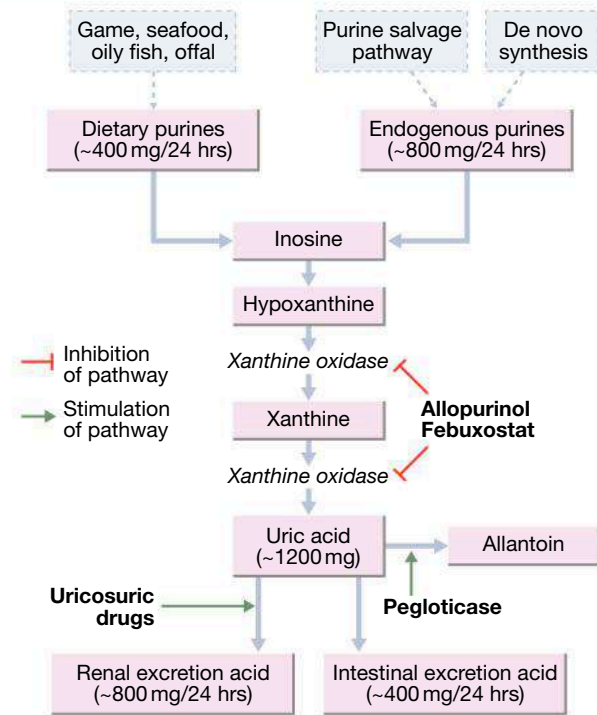 Game, seafood,
oily fish, offal
Purine salvage
pathway
De novo
synthesis
Dietary purines
(~400 mg/24 hrs)
Endogenous purines
(~800 mg/24 hrs)
Inosine
Hypoxanthine
Inhibition
of pathway
Xanthine oxidase
Stimulation
of pathway
Allopurinol
Febuxostat
Xanthine
Xanthine oxidase
Uric acid
(~1200 mg)
Allantoin
Uricosuric
drugs
Pegloticase
Renal excretion acid
(~800 mg/24 hrs)
Intestinal excretion acid
(~400 mg/24 hrs)